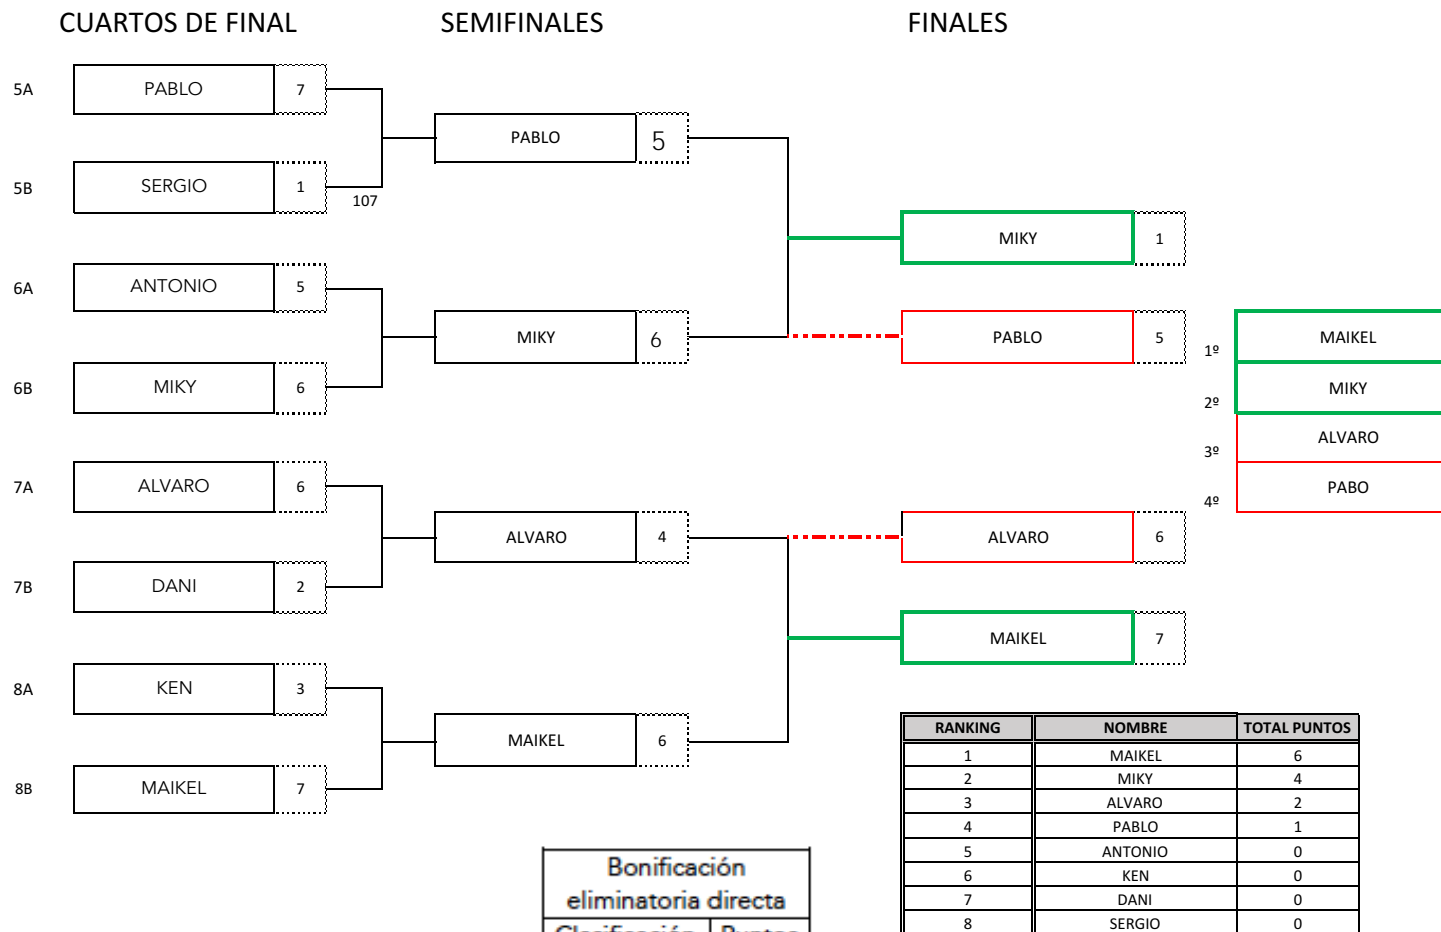 CUARTOS DE FINAL SEMIFINALES FINALES
5A PABLO 7
PABLO 5
5B SERGIO 1
107
MIKY 1
6A ANTONIO 5
MIKY 6
PABLO 5
1º MAIKEL
6B MIKY 6
2º MIKY
3º ALVARO
4º PABO
7A ALVARO 6
ALVARO 4
ALVARO 6
7B DANI 2
MAIKEL 7
8A KEN 3
MAIKEL 6
8B MAIKEL 7
RANKING NOMBRE TOTAL PUNTOS
1 MAIKEL 6
2 MIKY 4
3 ALVARO 2
4 PABLO 1
5 ANTONIO 0
6 KEN 0
7 DANI 0
8 SERGIO 0
Bonificación
eliminatoria directa
Clasificación Puntos